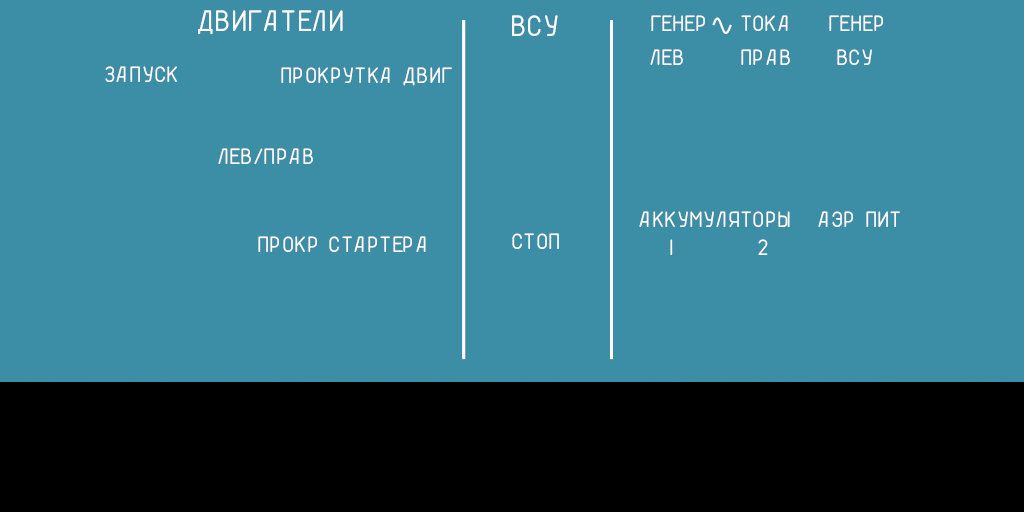 ДВИГАТЕЛИ
ЗАПУСК
ПРОКРУТКА ДВИГ
ЛЕВ/ПРАВ
ПРОКР СТАРТЕРА
ВСУ
СТОП
ГЕНЕР ∿ ТОКА
ЛЕВ ПРАВ
ГЕНЕР
ВСУ
АККУМУЛЯТОРЫ
1 2
АЭР ПИТ